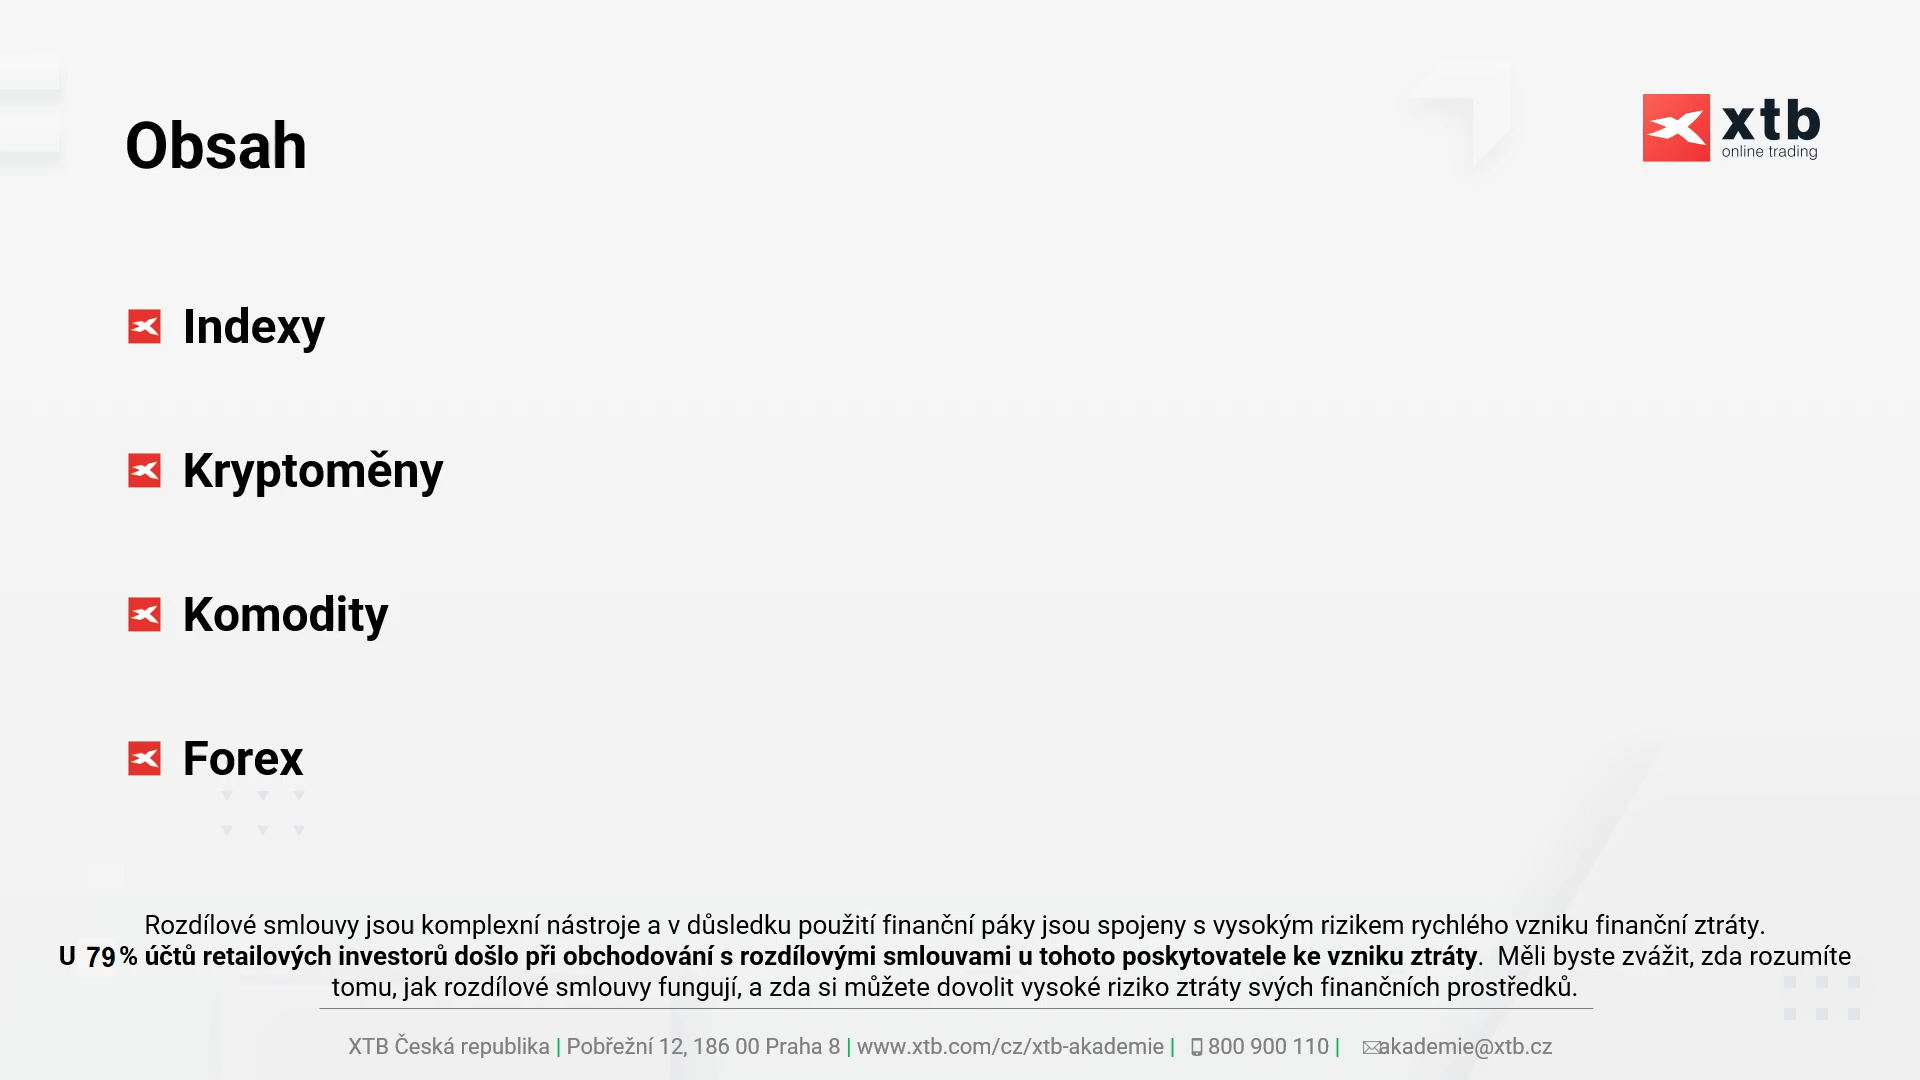 Obsah
xtb
online trading
Indexy
Kryptoměny
Komodity
Forex
Rozdílové smlouvy jsou komplexní nástroje a v důsledku použití finanční páky jsou spojeny s vysokým rizikem rychlého vzniku finanční ztráty.
U 79% účtů retailových investorů došlo při obchodování s rozdílovými smlouvami u tohoto poskytovatele ke vzniku ztráty. Měli byste zvážit, zda rozumíte
tomu, jak rozdílové smlouvy fungují, a zda si můžete dovolit vysoké riziko ztráty svých finančních prostředků.
XTB Česká republika | Pobřežní 12, 186 00 Praha 8 | www.xtb.com/cz/xtb-akademie | 800 900 110 | akademie@xtb.cz